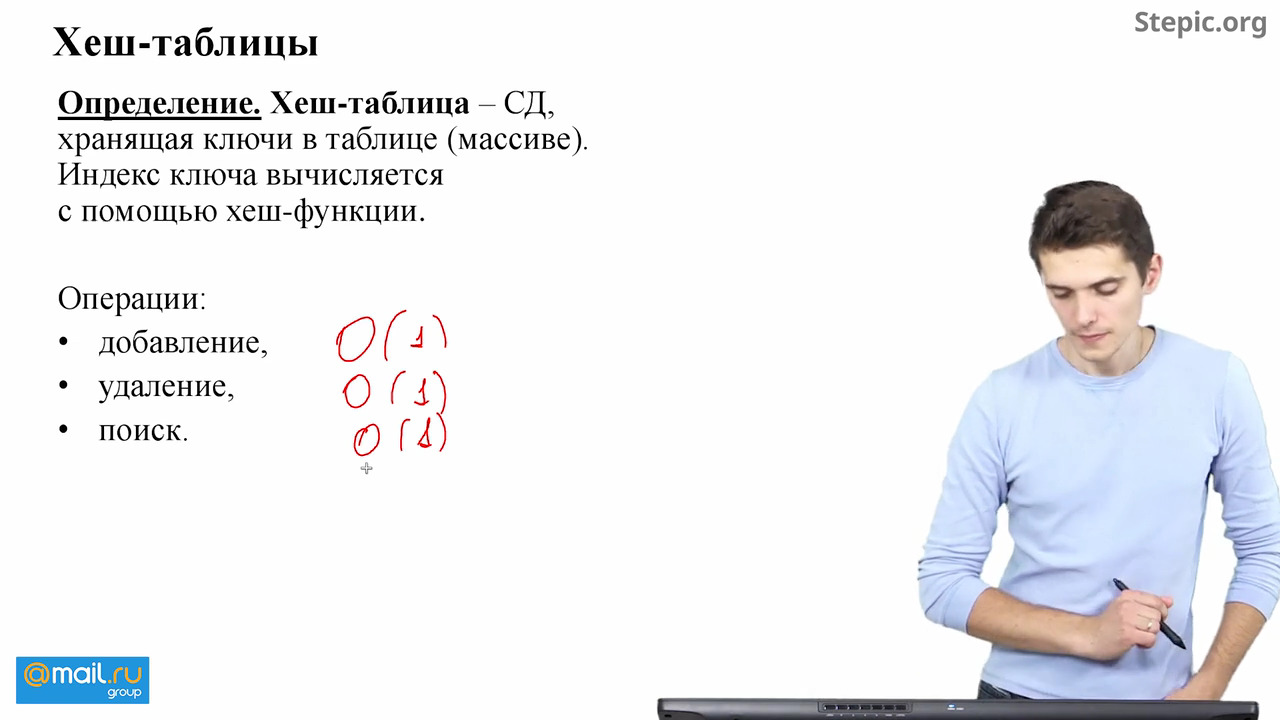 Хеш-таблицы
Stepic.org
Определение. Хеш-таблица – СД,
хранящая ключи в таблице (массиве).
Индекс ключа вычисляется
с помощью хеш-функции.
Операции:
• добавление, O(1)
• удаление, O(1)
• поиск. O(1)
@mail.ru
group